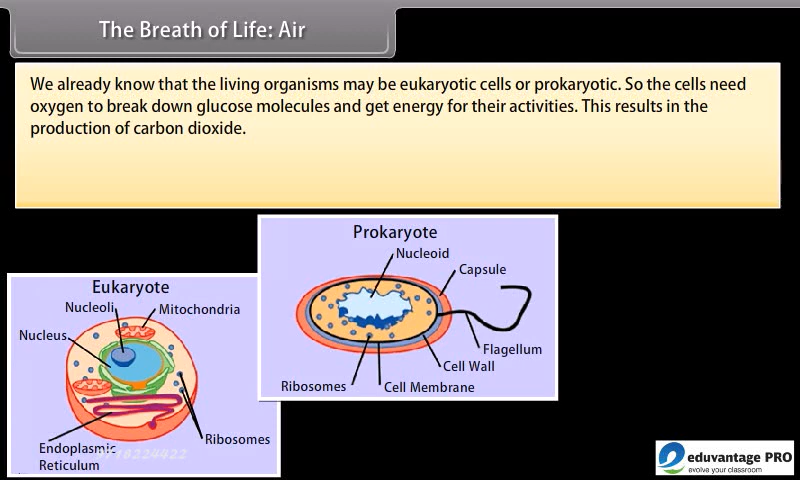 The Breath of Life: Air
We already know that the living organisms may be eukaryotic cells or prokaryotic. So the cells need
oxygen to break down glucose molecules and get energy for their activities. This results in the
production of carbon dioxide.
Prokaryote
Nucleoid
Capsule
Flagellum
Cell Wall
Ribosomes
Cell Membrane
Eukaryote
Nucleoli
Mitochondria
Nucleus
Ribosomes
Endoplasmic
Reticulum
eduvantage PRO
evolve your classroom